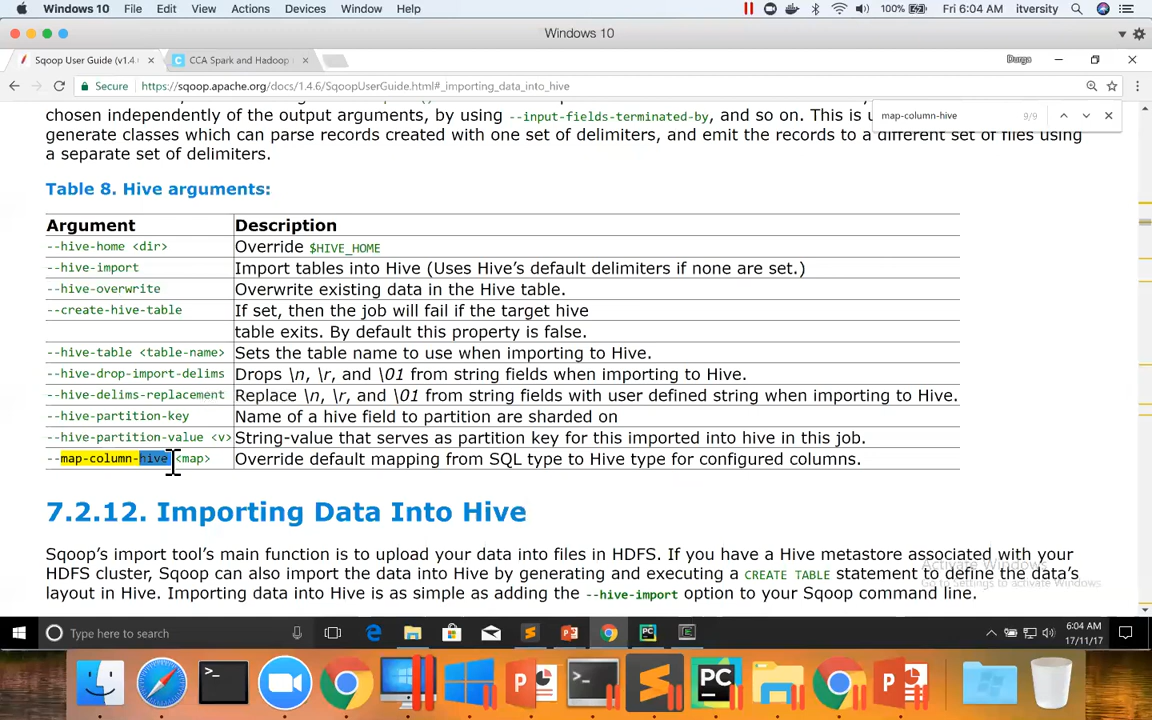 Windows 10 File Edit View Actions Devices Window Help 100% Fri 6:04 AM itversity
Windows 10
Sqoop User Guide (v1.4. × CCA Spark and Hadoop × Durga
Secure https://sqoop.apache.org/docs/1.4.6/SqoopUserGuide.html#_importing_data_into_hive
map-column-hive 9/9
chosen independently of the output arguments, by using --input-fields-terminated-by, and so on. This is u
generate classes which can parse records created with one set of delimiters, and emit the records to a different set of files using
a separate set of delimiters.
Table 8. Hive arguments:
Argument Description
--hive-home <dir> Override $HIVE_HOME
--hive-import Import tables into Hive (Uses Hive’s default delimiters if none are set.)
--hive-overwrite Overwrite existing data in the Hive table.
--create-hive-table If set, then the job will fail if the target hive
table exits. By default this property is false.
--hive-table <table-name> Sets the table name to use when importing to Hive.
--hive-drop-import-delims Drops \n, \r, and \01 from string fields when importing to Hive.
--hive-delims-replacement Replace \n, \r, and \01 from string fields with user defined string when importing to Hive.
--hive-partition-key Name of a hive field to partition are sharded on
--hive-partition-value <v> String-value that serves as partition key for this imported into hive in this job.
--map-column-hive <map> Override default mapping from SQL type to Hive type for configured columns.
7.2.12. Importing Data Into Hive
Sqoop’s import tool’s main function is to upload your data into files in HDFS. If you have a Hive metastore associated with your
HDFS cluster, Sqoop can also import the data into Hive by generating and executing a CREATE TABLE statement to define the data’s
layout in Hive. Importing data into Hive is as simple as adding the --hive-import option to your Sqoop command line.
Activate Windows
Go to Settings to activate Windows.
Type here to search
6:04 AM
17/11/17